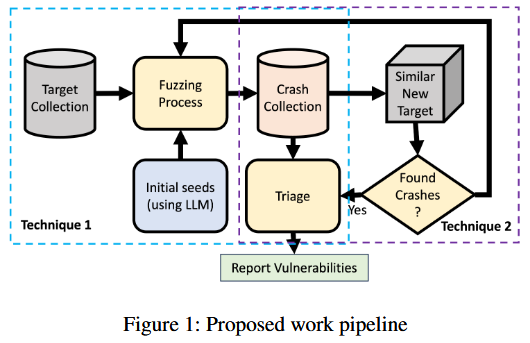 Target
Collection
Fuzzing
Process
Crash
Collection
Similar
New
Target
Initial seeds
(using LLM)
Triage
Yes
Found
Crashes
?
Technique 1
Technique 2
Report Vulnerabilities
Figure 1: Proposed work pipeline